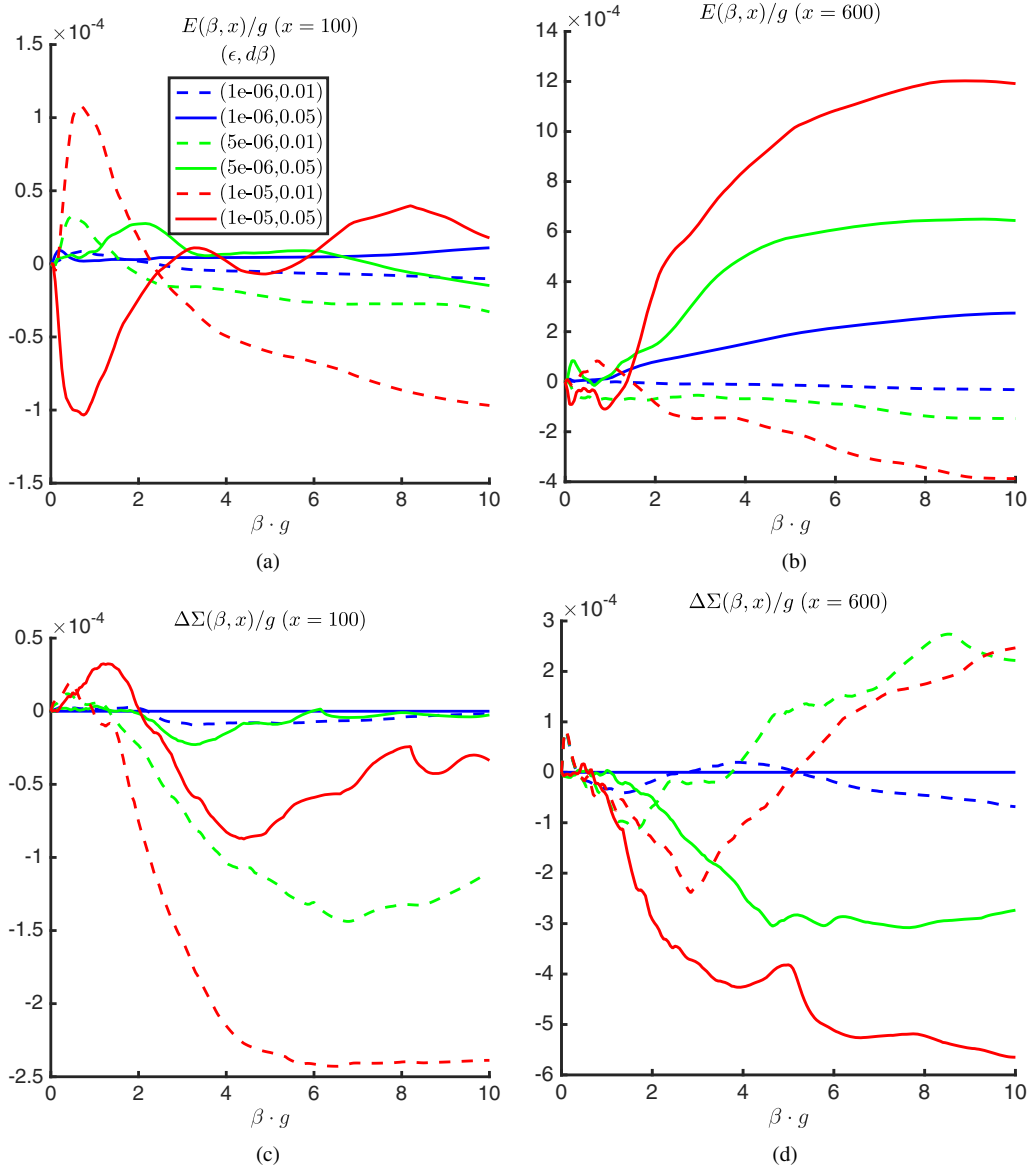 E(β, x)/g (x = 100)
×10⁻⁴
(ϵ, dβ)
(1e-06,0.01)
(1e-06,0.05)
(5e-06,0.01)
(5e-06,0.05)
(1e-05,0.01)
(1e-05,0.05)
1.5
1
0.5
0
-0.5
-1
-1.5
0 2 4 6 8 10
β · g
(a)
E(β, x)/g (x = 600)
×10⁻⁴
14
12
10
8
6
4
2
0
-2
-4
0 2 4 6 8 10
β · g
(b)
ΔΣ(β, x)/g (x = 100)
×10⁻⁴
0.5
0
-0.5
-1
-1.5
-2
-2.5
0 2 4 6 8 10
β · g
(c)
ΔΣ(β, x)/g (x = 600)
×10⁻⁴
3
2
1
0
-1
-2
-3
-4
-5
-6
0 2 4 6 8 10
β · g
(d)